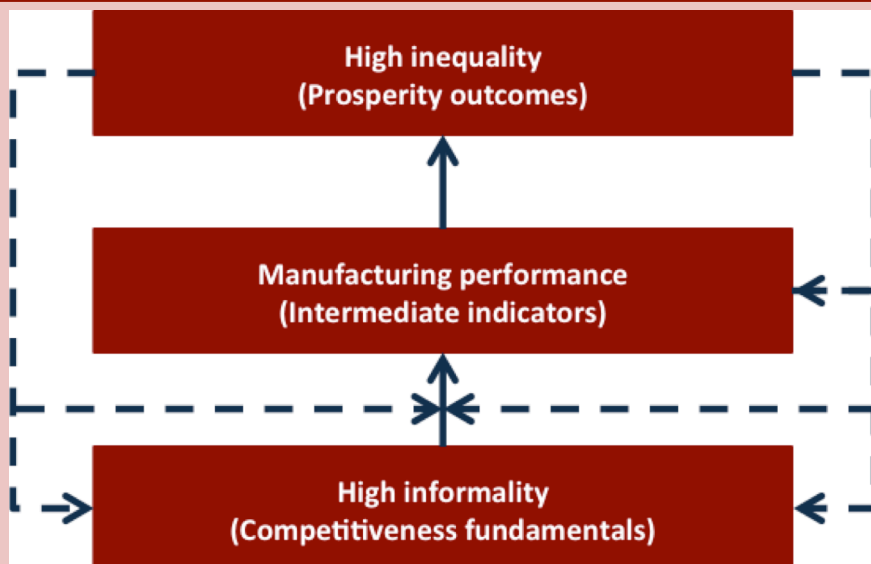 High inequality
(Prosperity outcomes)
Manufacturing performance
(Intermediate indicators)
High informality
(Competitiveness fundamentals)